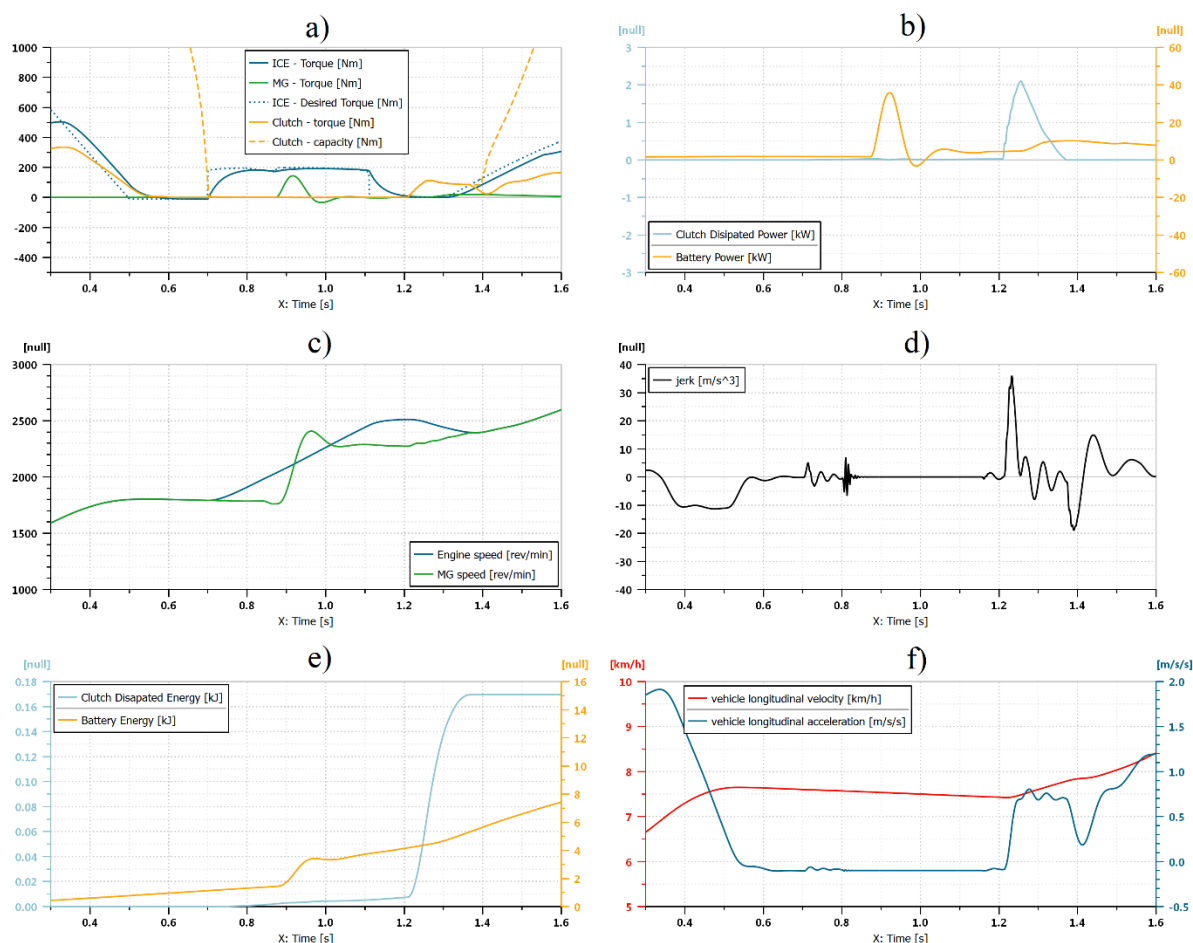 a)
1000
800
600
400
200
0
-200
-400
ICE - Torque [Nm]
MG - Torque [Nm]
ICE - Desired Torque [Nm]
Clutch - torque [Nm]
Clutch - capacity [Nm]
0.4 0.6 0.8 1.0 1.2 1.4 1.6
X: Time [s]
b)
[null] [null]
3
2
1
0
-1
-2
-3
60
40
20
0
-20
-40
-60
Clutch Disipated Power [kW]
Battery Power [kW]
0.4 0.6 0.8 1.0 1.2 1.4 1.6
X: Time [s]
c)
[null]
3000
2500
2000
1500
1000
Engine speed [rev/min]
MG speed [rev/min]
0.4 0.6 0.8 1.0 1.2 1.4 1.6
X: Time [s]
d)
[null]
40
30
20
10
0
-10
-20
-30
-40
jerk [m/s^3]
0.4 0.6 0.8 1.0 1.2 1.4 1.6
X: Time [s]
e)
[null] [null]
0.18
0.16
0.14
0.12
0.10
0.08
0.06
0.04
0.02
0.00
16
14
12
10
8
6
4
2
0
Clutch Disapated Energy [kJ]
Battery Energy [kJ]
0.4 0.6 0.8 1.0 1.2 1.4 1.6
X: Time [s]
f)
[km/h] [m/s/s]
10
9
8
7
6
5
2.0
1.5
1.0
0.5
0.0
-0.5
vehicle longitudinal velocity [km/h]
vehicle longitudinal acceleration [m/s/s]
0.4 0.6 0.8 1.0 1.2 1.4 1.6
X: Time [s]